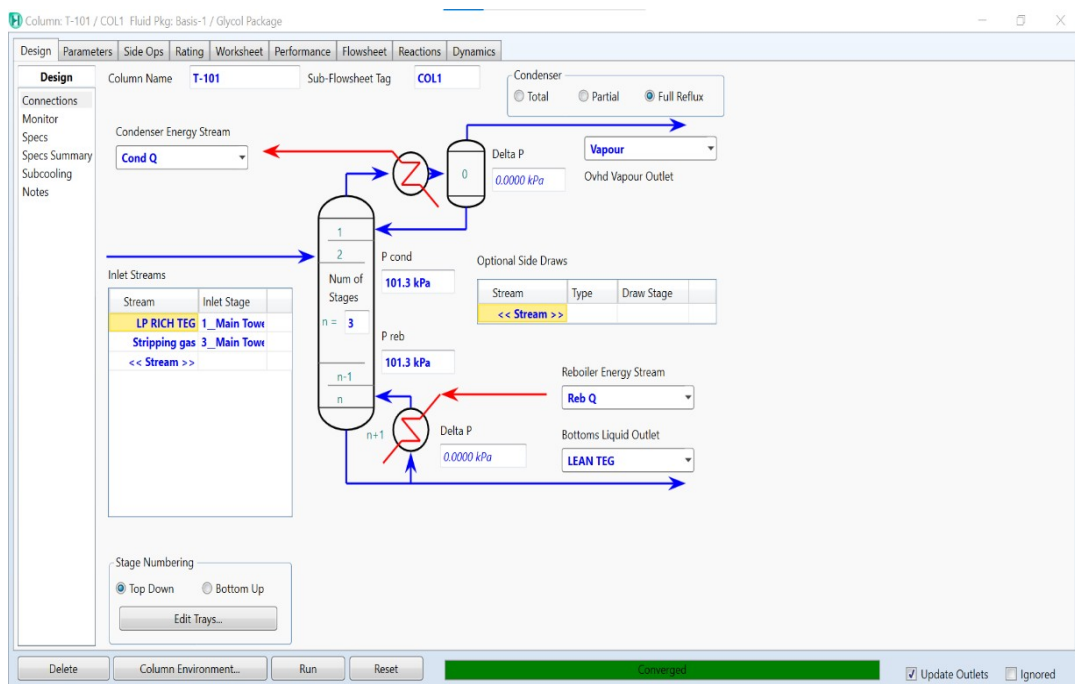 Column: T-101 / COL1 Fluid Pkg: Basis-1 / Glycol Package
Design Parameters Side Ops Rating Worksheet Performance Flowsheet Reactions Dynamics
Design
Connections
Monitor
Specs
Specs Summary
Subcooling
Notes
Column Name T-101 Sub-Flowsheet Tag COL1
Condenser
Total Partial Full Reflux
Condenser Energy Stream
Cond Q
0
Delta P
0.0000 kPa
Vapour
Ovhd Vapour Outlet
1
2
Num of
Stages
n = 3
n-1
n
n+1
P cond
101.3 kPa
P reb
101.3 kPa
Delta P
0.0000 kPa
Inlet Streams
Stream Inlet Stage
LP RICH TEG 1_Main Towe
Stripping gas 3_Main Towe
<< Stream >>
Optional Side Draws
Stream Type Draw Stage
<< Stream >>
Reboiler Energy Stream
Reb Q
Bottoms Liquid Outlet
LEAN TEG
Stage Numbering
Top Down Bottom Up
Edit Trays...
Delete Column Environment... Run Reset Converged Update Outlets Ignored